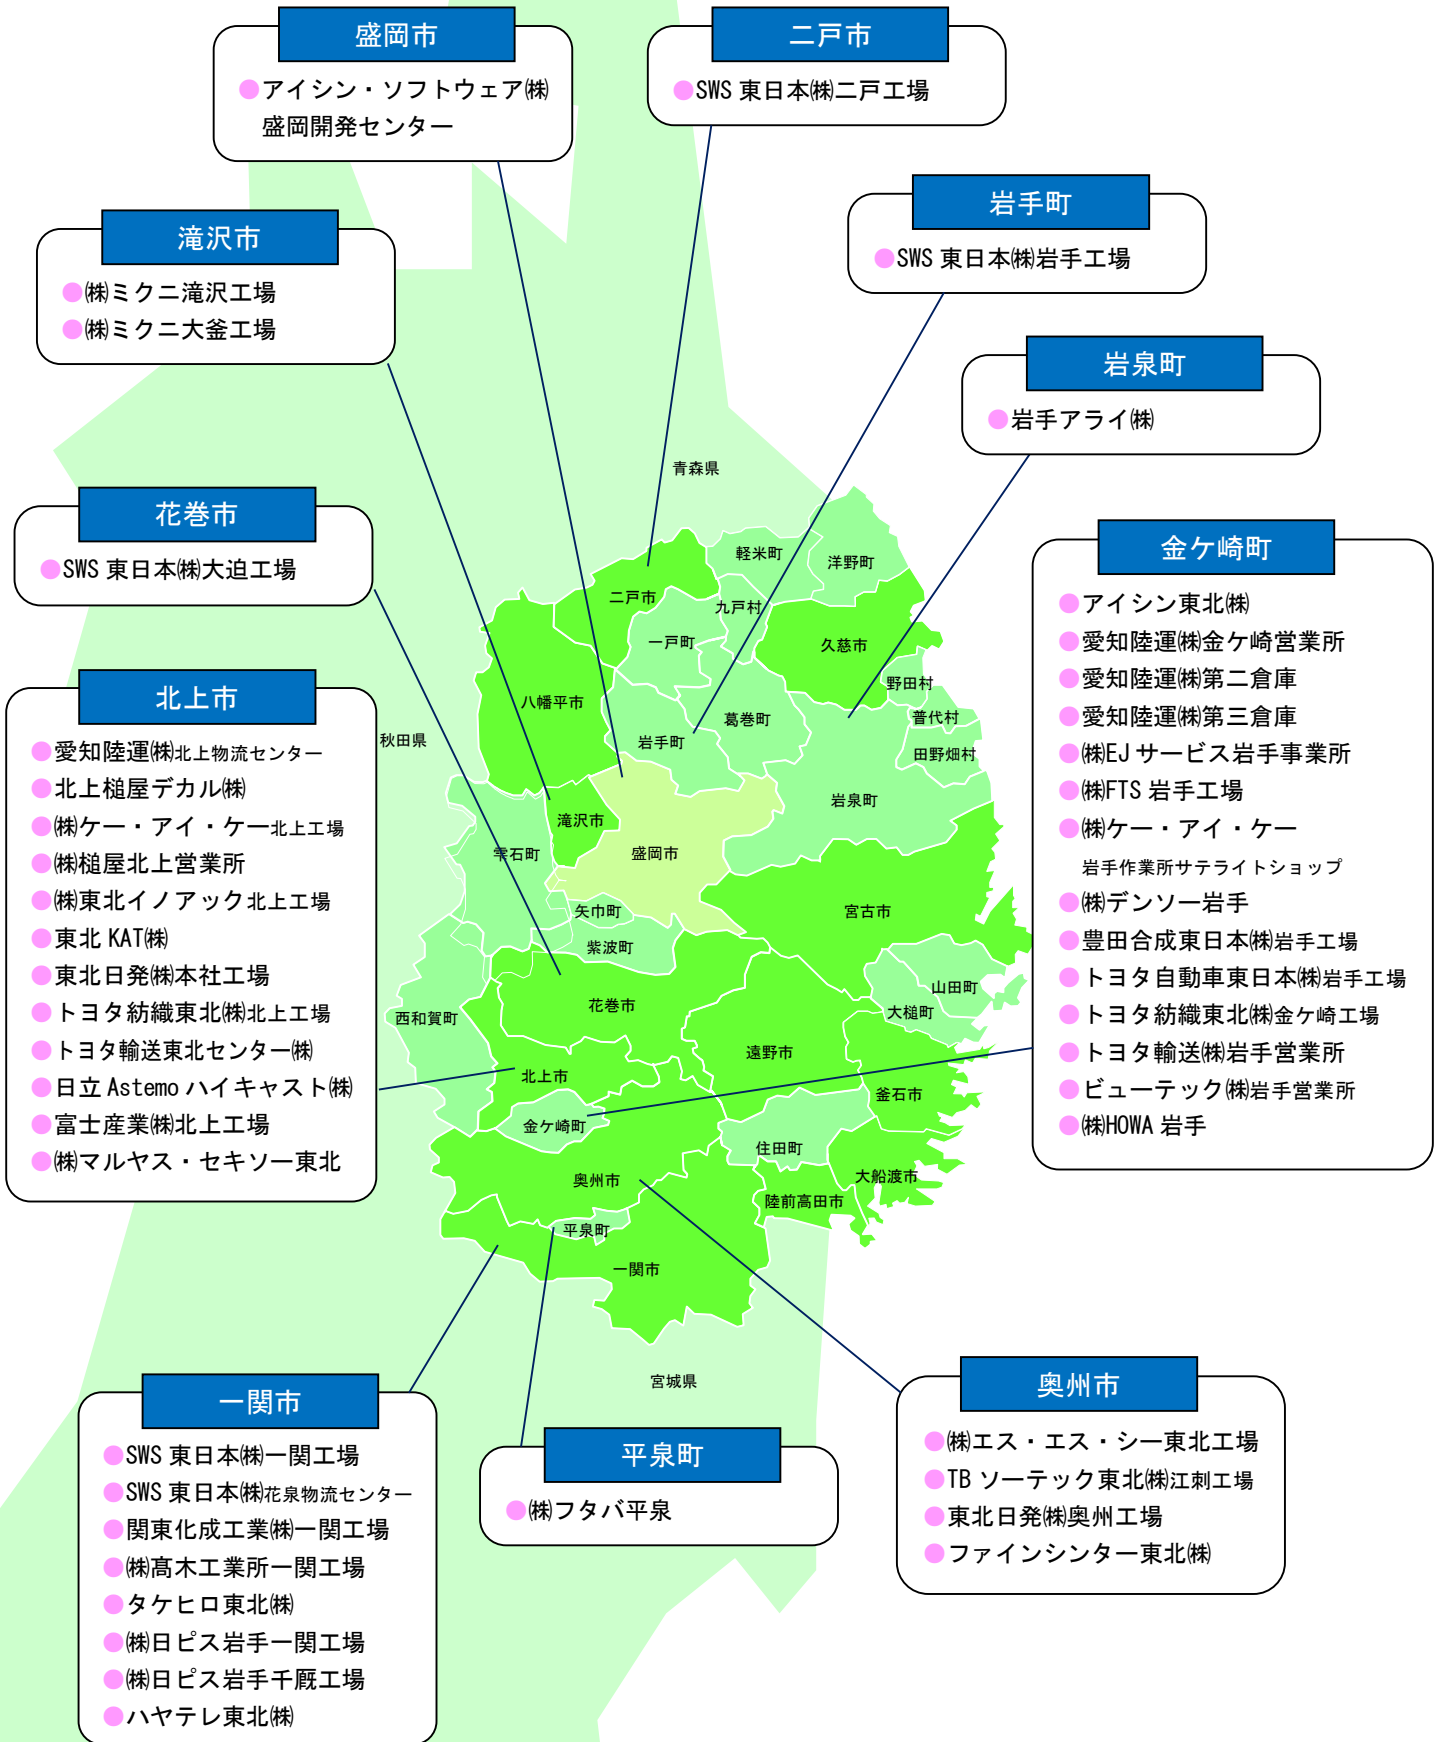 盛岡市
●アイシン・ソフトウェア㈱
盛岡開発センター
二戸市
●SWS 東日本㈱二戸工場
滝沢市
●㈱ミクニ滝沢工場
●㈱ミクニ大釜工場
岩手町
●SWS 東日本㈱岩手工場
岩泉町
●岩手アライ㈱
花巻市
●SWS 東日本㈱大迫工場
北上市
●愛知陸運㈱北上物流センター
●北上槌屋デカル㈱
●㈱ケー・アイ・ケー北上工場
●㈱槌屋北上営業所
●㈱東北イノアック北上工場
●東北 KAT㈱
●東北日発㈱本社工場
●トヨタ紡織東北㈱北上工場
●トヨタ輸送東北センター㈱
●日立 Astemo ハイキャスト㈱
●富士産業㈱北上工場
●㈱マルヤス・セキソー東北
金ケ崎町
●アイシン東北㈱
●愛知陸運㈱金ケ崎営業所
●愛知陸運㈱第二倉庫
●愛知陸運㈱第三倉庫
●㈱EJ サービス岩手事業所
●㈱FTS 岩手工場
●㈱ケー・アイ・ケー
岩手作業所サテライトショップ
●㈱デンソー岩手
●豊田合成東日本㈱岩手工場
●トヨタ自動車東日本㈱岩手工場
●トヨタ紡織東北㈱金ケ崎工場
●トヨタ輸送㈱岩手営業所
●ビューテック㈱岩手営業所
●㈱HOWA 岩手
青森県
軽米町
洋野町
二戸市
九戸村
一戸町
久慈市
野田村
八幡平市
葛巻町
普代村
秋田県
岩手町
田野畑村
岩泉町
滝沢市
雫石町
盛岡市
矢巾町
宮古市
紫波町
山田町
花巻市
大槌町
西和賀町
遠野市
北上市
釜石市
金ケ崎町
住田町
奥州市
大船渡市
陸前高田市
平泉町
一関市
宮城県
一関市
●SWS 東日本㈱一関工場
●SWS 東日本㈱花泉物流センター
●関東化成工業㈱一関工場
●㈱髙木工業所一関工場
●タケヒロ東北㈱
●㈱日ピス岩手一関工場
●㈱日ピス岩手千厩工場
●ハヤテレ東北㈱
平泉町
●㈱フタバ平泉
奥州市
●㈱エス・エス・シー東北工場
●TB ソーテック東北㈱江刺工場
●東北日発㈱奥州工場
●ファインシンター東北㈱